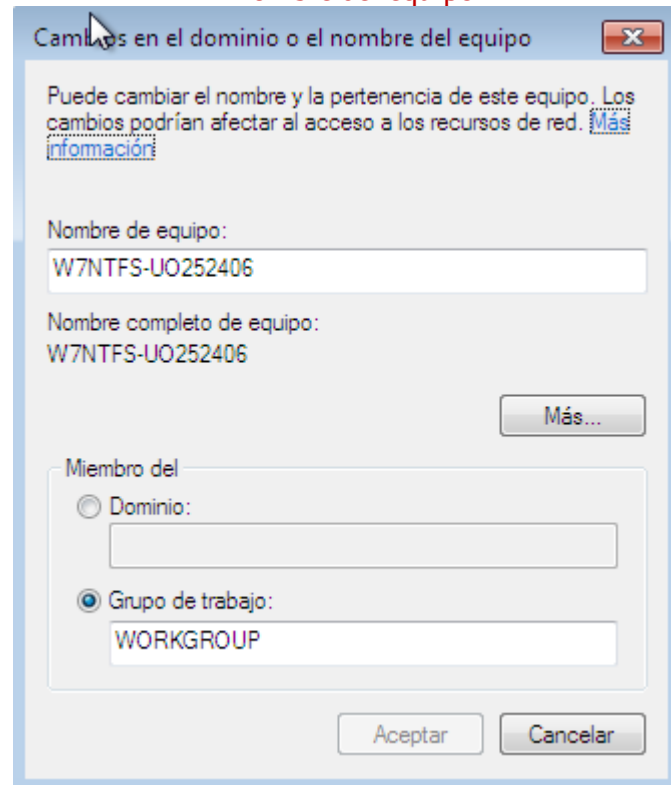 Cambios en el dominio o el nombre del equipo
Puede cambiar el nombre y la pertenencia de este equipo. Los
cambios podrían afectar al acceso a los recursos de red. Más
información
Nombre de equipo:
W7NTFS-UO252406
Nombre completo de equipo:
W7NTFS-UO252406
Más...
Miembro del
Dominio:
Grupo de trabajo:
WORKGROUP
Aceptar
Cancelar